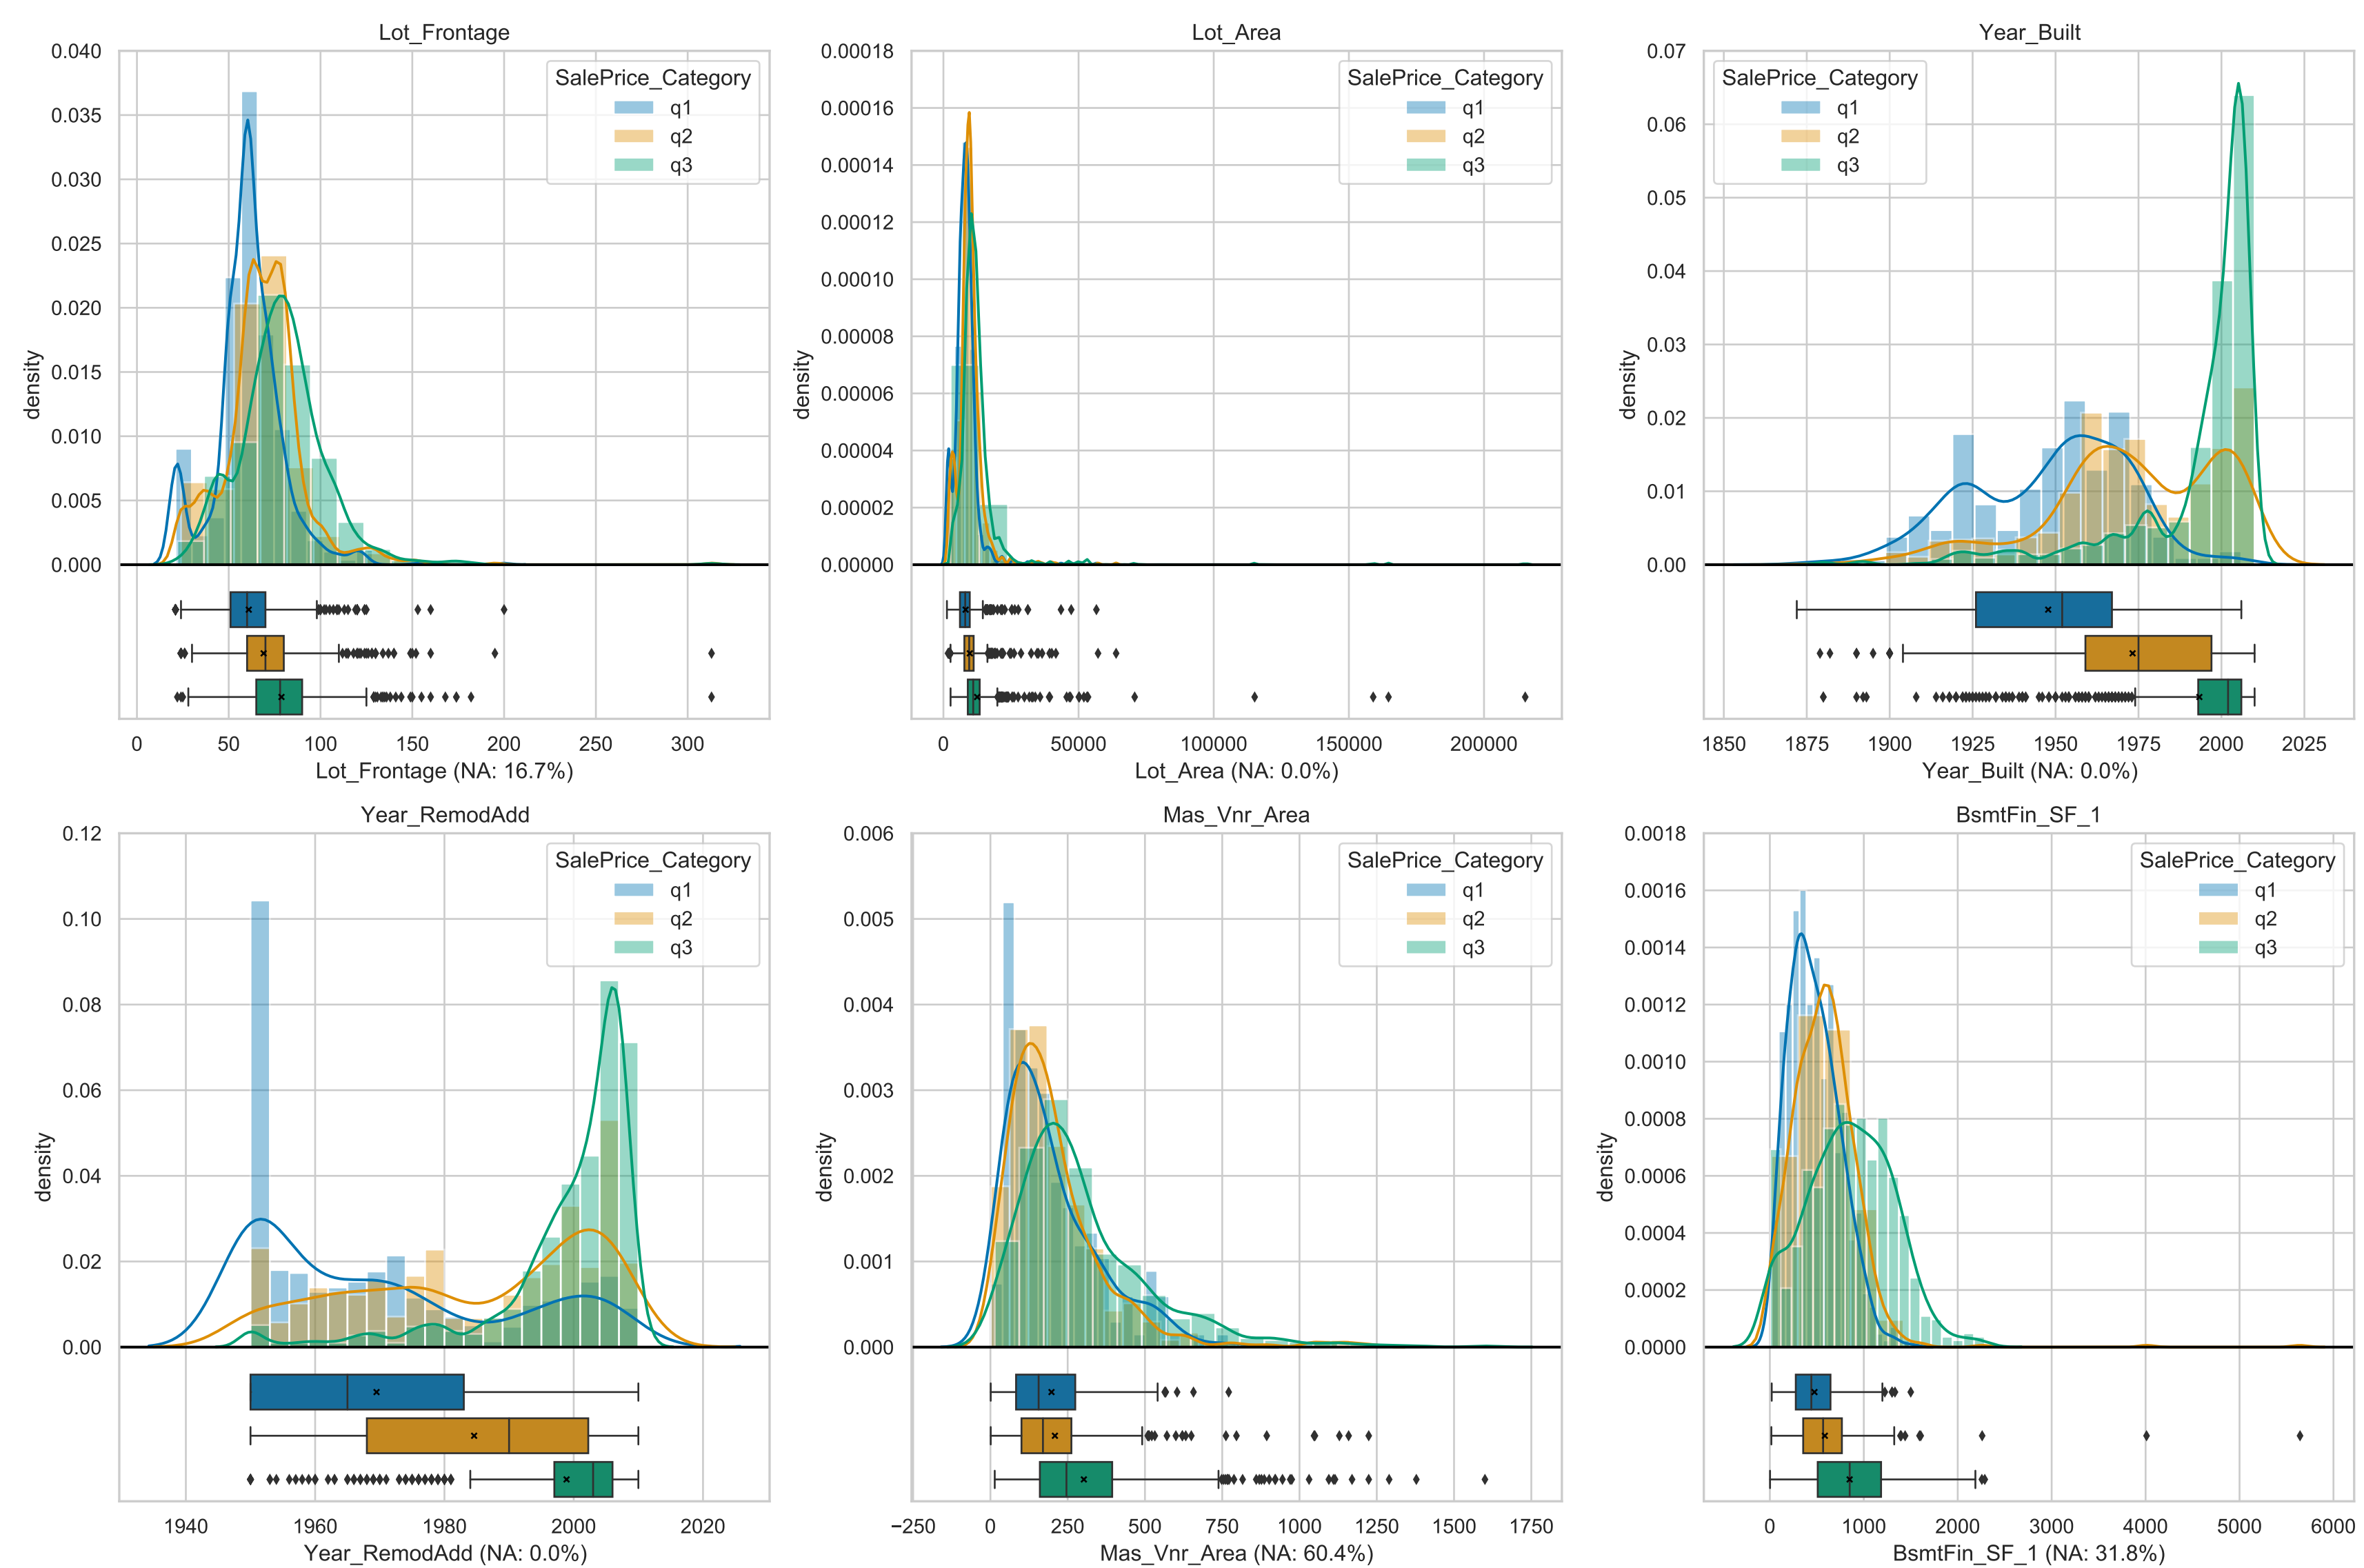 Lot_Frontage
0.040
0.035
0.030
0.025
0.020
0.015
0.010
0.005
0.000
density
SalePrice_Category
q1
q2
q3
0 50 100 150 200 250 300
Lot_Frontage (NA: 16.7%)
Lot_Area
0.00018
0.00016
0.00014
0.00012
0.00010
0.00008
0.00006
0.00004
0.00002
0.00000
density
SalePrice_Category
q1
q2
q3
0 50000 100000 150000 200000
Lot_Area (NA: 0.0%)
Year_Built
0.07
0.06
0.05
0.04
0.03
0.02
0.01
0.00
density
SalePrice_Category
q1
q2
q3
1850 1875 1900 1925 1950 1975 2000 2025
Year_Built (NA: 0.0%)
Year_RemodAdd
0.12
0.10
0.08
0.06
0.04
0.02
0.00
density
SalePrice_Category
q1
q2
q3
1940 1960 1980 2000 2020
Year_RemodAdd (NA: 0.0%)
Mas_Vnr_Area
0.006
0.005
0.004
0.003
0.002
0.001
0.000
density
SalePrice_Category
q1
q2
q3
−250 0 250 500 750 1000 1250 1500 1750
Mas_Vnr_Area (NA: 60.4%)
BsmtFin_SF_1
0.0018
0.0016
0.0014
0.0012
0.0010
0.0008
0.0006
0.0004
0.0002
0.0000
density
SalePrice_Category
q1
q2
q3
0 1000 2000 3000 4000 5000 6000
BsmtFin_SF_1 (NA: 31.8%)